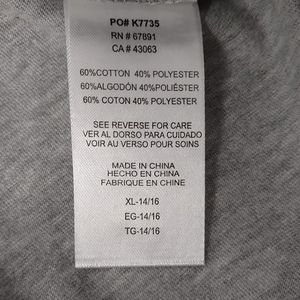 PO# K7735
RN # 67891
CA # 43063
60%COTTON 40% POLYESTER
60%ALGODÓN 40%POLIÉSTER
60% COTON 40% POLYESTER
SEE REVERSE FOR CARE
VER AL DORSO PARA CUIDADO
VOIR AU VERSO POUR SOINS
MADE IN CHINA
HECHO EN CHINA
FABRIQUE EN CHINE
XL-14/16
EG-14/16
TG-14/16